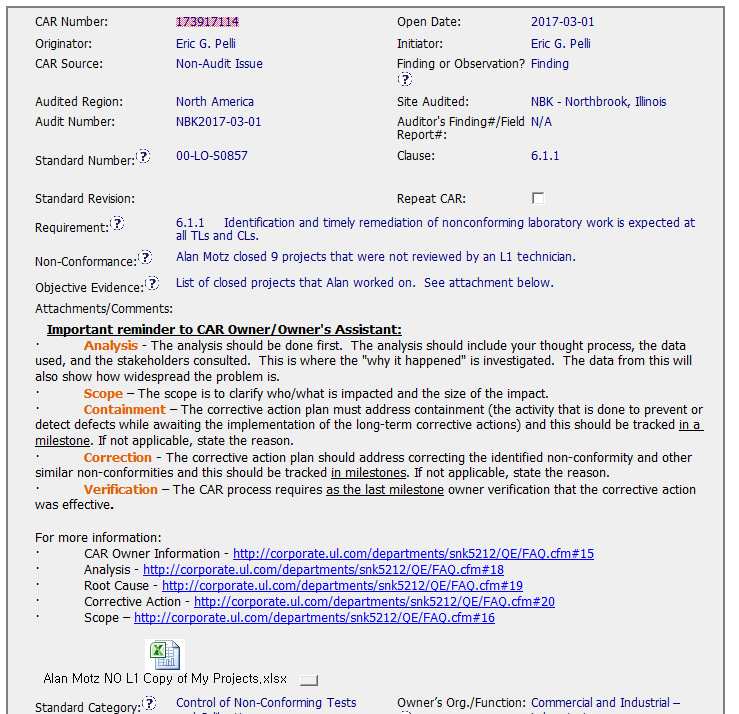 CAR Number: 173917114 Open Date: 2017-03-01
Originator: Eric G. Pelli Initiator: Eric G. Pelli
CAR Source: Non-Audit Issue Finding or Observation? Finding
?
Audited Region: North America Site Audited: NBK - Northbrook, Illinois
Audit Number: NBK2017-03-01 Auditor's Finding#/Field N/A
Report#:
Standard Number: ? 00-LO-S0857 Clause: 6.1.1
Standard Revision: Repeat CAR:
Requirement: ? 6.1.1 Identification and timely remediation of nonconforming laboratory work is expected at
all TLs and CLs.
Non-Conformance: ? Alan Motz closed 9 projects that were not reviewed by an L1 technician.
Objective Evidence: ? List of closed projects that Alan worked on. See attachment below.
Attachments/Comments:
Important reminder to CAR Owner/Owner's Assistant:
· Analysis - The analysis should be done first. The analysis should include your thought process, the data
used, and the stakeholders consulted. This is where the "why it happened" is investigated. The data from this will
also show how widespread the problem is.
· Scope – The scope is to clarify who/what is impacted and the size of the impact.
· Containment – The corrective action plan must address containment (the activity that is done to prevent or
detect defects while awaiting the implementation of the long-term corrective actions) and this should be tracked in a
milestone. If not applicable, state the reason.
· Correction - The corrective action plan should address correcting the identified non-conformity and other
similar non-conformities and this should be tracked in milestones. If not applicable, state the reason.
· Verification – The CAR process requires as the last milestone owner verification that the corrective action
was effective.
For more information:
· CAR Owner Information - http://corporate.ul.com/departments/snk5212/QE/FAQ.cfm#15
· Analysis - http://corporate.ul.com/departments/snk5212/QE/FAQ.cfm#18
· Root Cause - http://corporate.ul.com/departments/snk5212/QE/FAQ.cfm#19
· Corrective Action - http://corporate.ul.com/departments/snk5212/QE/FAQ.cfm#20
· Scope – http://corporate.ul.com/departments/snk5212/QE/FAQ.cfm#16
Alan Motz NO L1 Copy of My Projects.xlsx
Standard Category: ? Control of Non-Conforming Tests Owner's Org./Function: Commercial and Industrial –